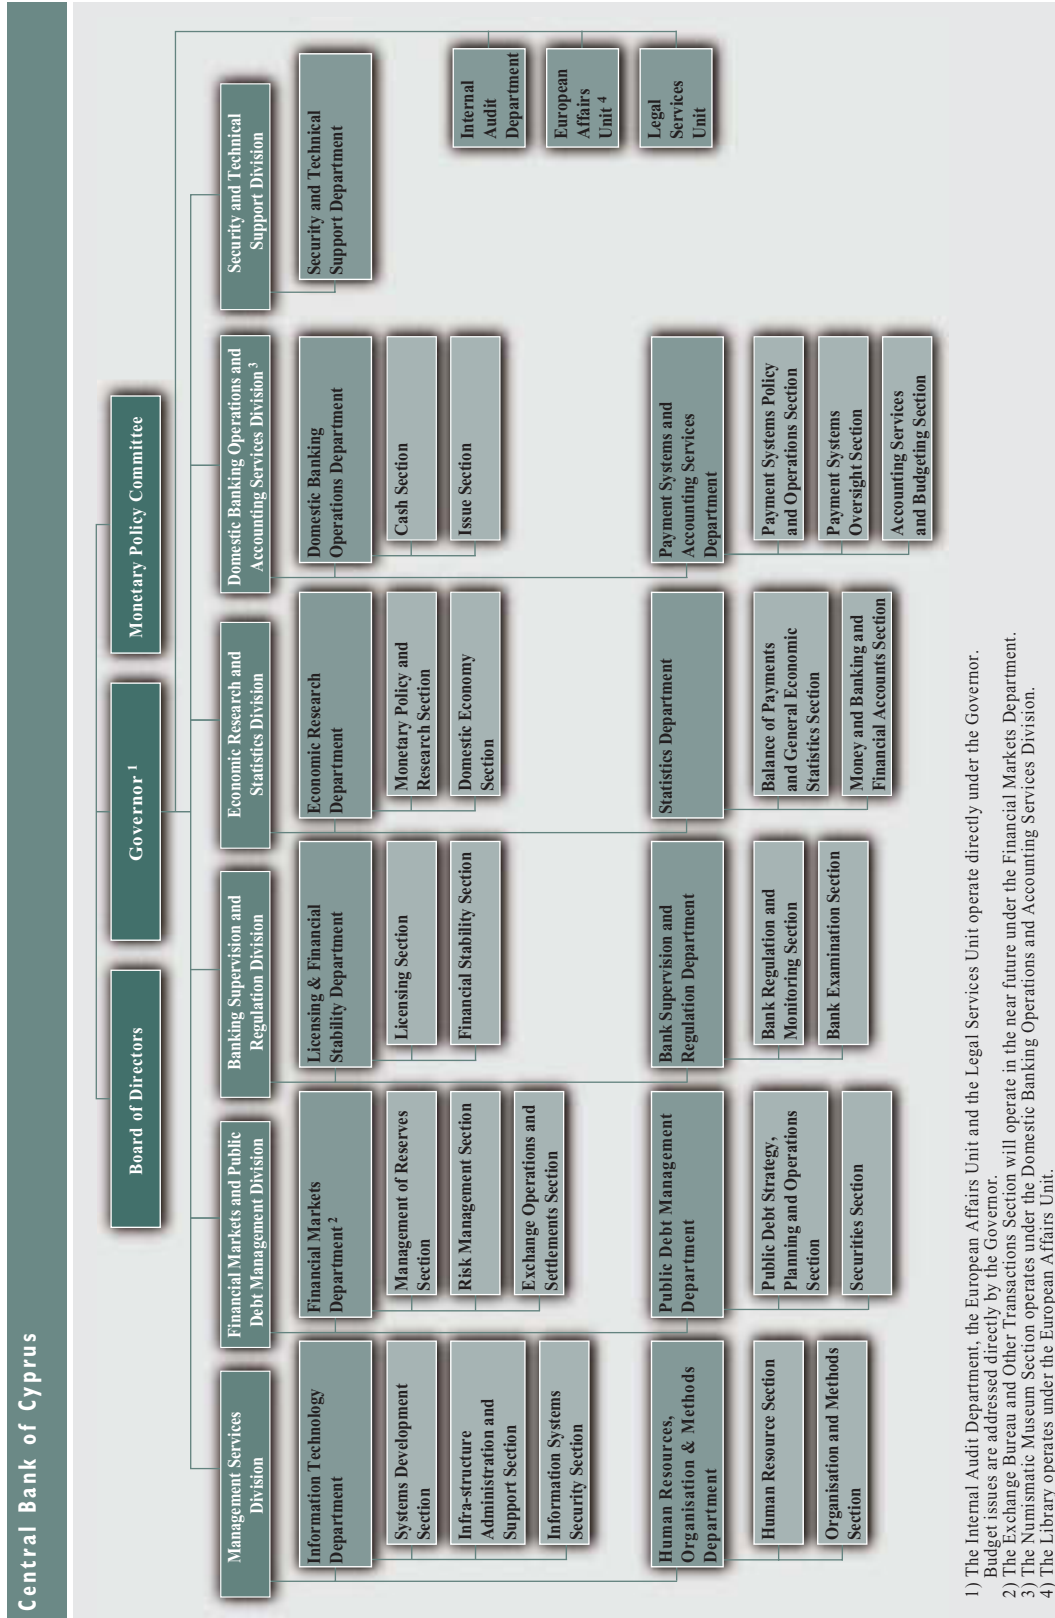 Central Bank of Cyprus
Board of Directors
Governor 1
Monetary Policy Committee
Management Services
Division
Financial Markets and Public
Debt Management Division
Banking Supervision and
Regulation Division
Economic Research and
Statistics Division
Domestic Banking Operations and
Accounting Services Division 3
Security and Technical
Support Division
Information Technology
Department
Systems Development
Section
Infra-structure
Administration and
Support Section
Information Systems
Security Section
Human Resources,
Organisation & Methods
Department
Human Resource Section
Organisation and Methods
Section
Financial Markets
Department 2
Management of Reserves
Section
Risk Management Section
Exchange Operations and
Settlements Section
Public Debt Management
Department
Public Debt Strategy,
Planning and Operations
Section
Securities Section
Licensing & Financial
Stability Department
Licensing Section
Financial Stability Section
Bank Supervision and
Regulation Department
Bank Regulation and
Monitoring Section
Bank Examination Section
Economic Research
Department
Monetary Policy and
Research Section
Domestic Economy
Section
Statistics Department
Balance of Payments
and General Economic
Statistics Section
Money and Banking and
Financial Accounts Section
Domestic Banking
Operations Department
Cash Section
Issue Section
Payment Systems and
Accounting Services
Department
Payment Systems Policy
and Operations Section
Payment Systems
Oversight Section
Accounting Services
and Budgeting Section
Security and Technical
Support Department
Internal
Audit
Department
European
Affairs
Unit 4
Legal
Services
Unit
1) The Internal Audit Department, the European Affairs Unit and the Legal Services Unit operate directly under the Governor.
Budget issues are addressed directly by the Governor.
2) The Exchange Bureau and Other Transactions Section will operate in the near future under the Financial Markets Department.
3) The Numismatic Museum Section operates under the Domestic Banking Operations and Accounting Services Division.
4) The Library operates under the European Affairs Unit.